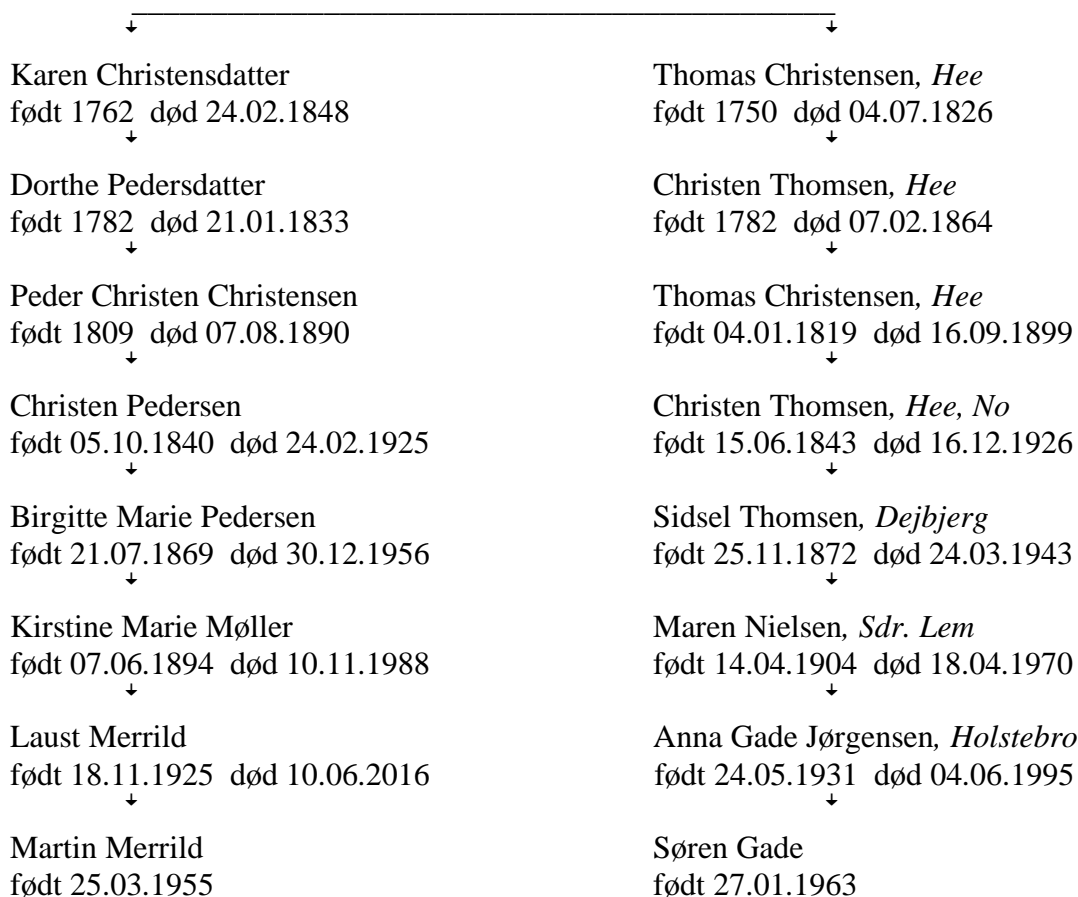 Karen Christensdatter
født 1762 død 24.02.1848
Dorthe Pedersdatter
født 1782 død 21.01.1833
Peder Christen Christensen
født 1809 død 07.08.1890
Christen Pedersen
født 05.10.1840 død 24.02.1925
Birgitte Marie Pedersen
født 21.07.1869 død 30.12.1956
Kirstine Marie Møller
født 07.06.1894 død 10.11.1988
Laust Merrild
født 18.11.1925 død 10.06.2016
Martin Merrild
født 25.03.1955
Thomas Christensen, Hee
født 1750 død 04.07.1826
Christen Thomsen, Hee
født 1782 død 07.02.1864
Thomas Christensen, Hee
født 04.01.1819 død 16.09.1899
Christen Thomsen, Hee, No
født 15.06.1843 død 16.12.1926
Sidsel Thomsen, Dejbjerg
født 25.11.1872 død 24.03.1943
Maren Nielsen, Sdr. Lem
født 14.04.1904 død 18.04.1970
Anna Gade Jørgensen, Holstebro
født 24.05.1931 død 04.06.1995
Søren Gade
født 27.01.1963